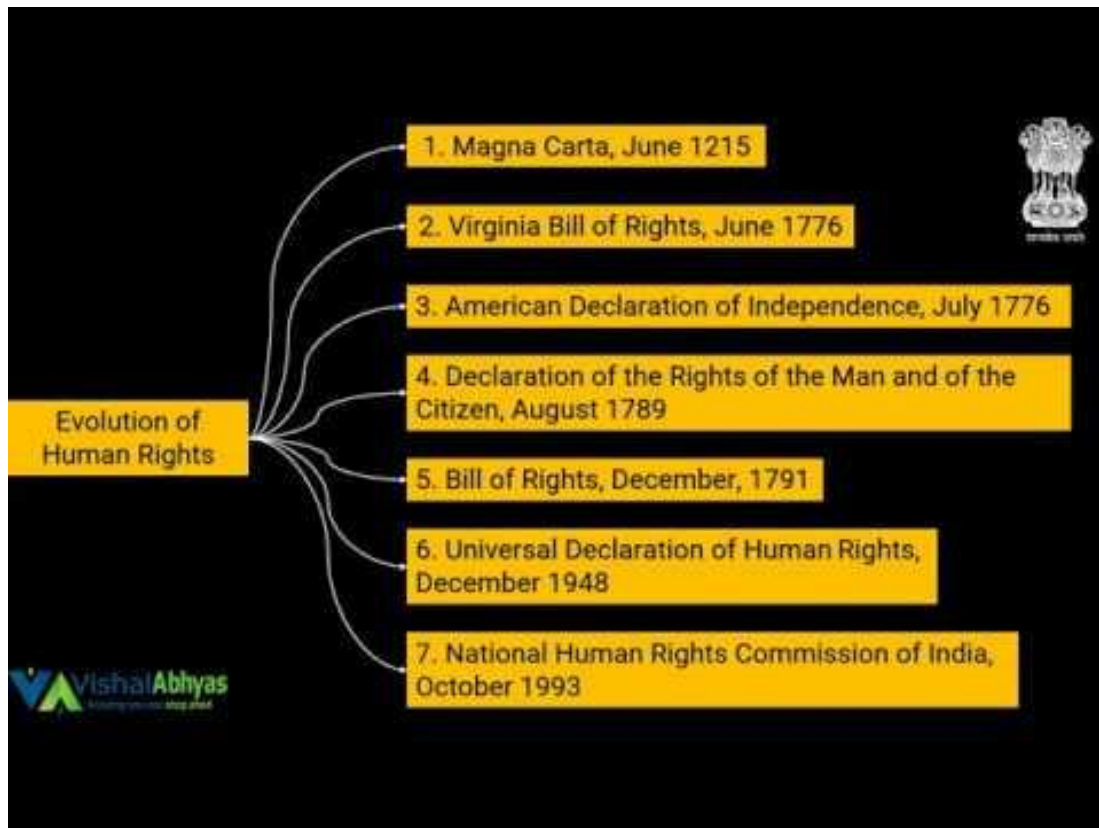 1. Magna Carta, June 1215
2. Virginia Bill of Rights, June 1776
3. American Declaration of Independence, July 1776
4. Declaration of the Rights of the Man and of the
Citizen, August 1789
Evolution of
Human Rights
5. Bill of Rights, December, 1791
6. Universal Declaration of Human Rights,
December 1948
7. National Human Rights Commission of India,
October 1993
VishalAbhyas